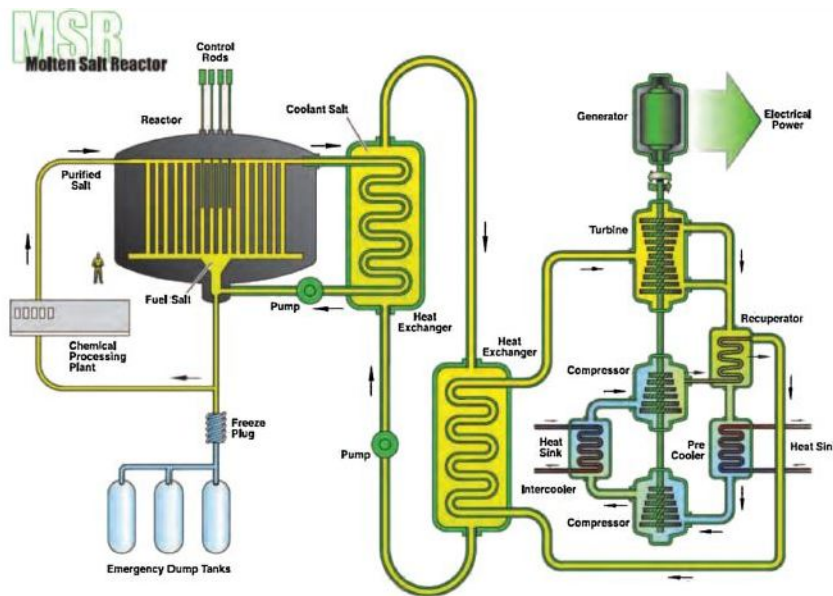 MSR
Molten Salt Reactor
Control
Rods
Coolant Salt
Reactor
Purified
Salt
Fuel Salt
Pump
Heat
Exchanger
Chemical
Processing
Plant
Freeze
Plug
Emergency Dump Tanks
Pump
Heat
Exchanger
Generator
Electrical
Power
Turbine
Recuperator
Compressor
Heat
Sink
Intercooler
Pre
Cooler
Heat Sin
Compressor